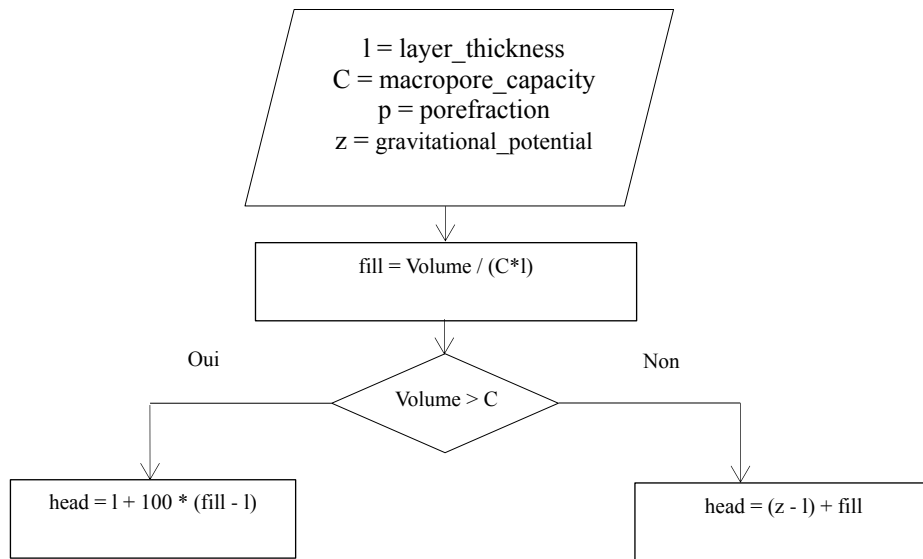 l = layer_thickness
C = macropore_capacity
p = porefraction
z = gravitational_potential
fill = Volume / (C*l)
Oui
Non
Volume > C
head = l + 100 * (fill - l)
head = (z - l) + fill